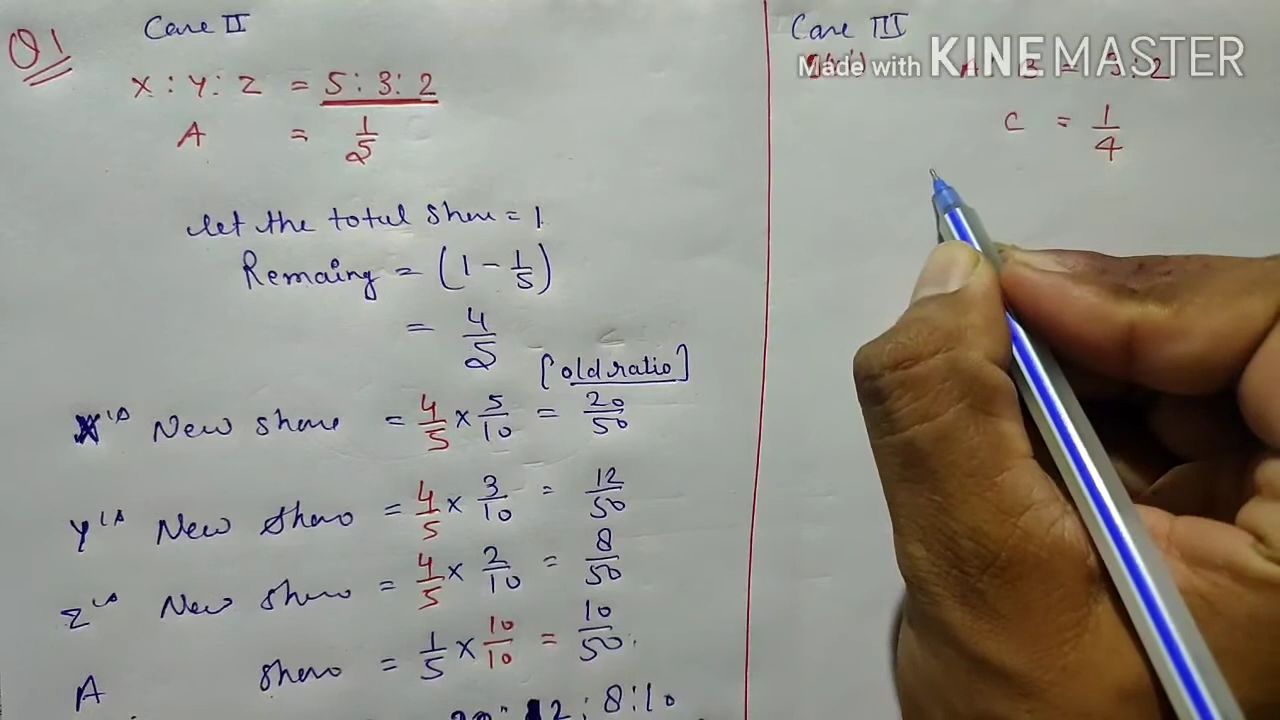 Q1
Case II
X : Y : Z = 5 : 3 : 2
A = 1/5
let the total share = 1
Remaing = (1 - 1/5)
= 4/5
[old ratio]
X's New share = 4/5 × 5/10 = 20/50
Y's New share = 4/5 × 3/10 = 12/50
Z's New share = 4/5 × 2/10 = 8/50
A share = 1/5 × 10/10 = 10/50
12 : 8 : 10
Case III
Made with KINEMASTER
: 2
C = 1/4